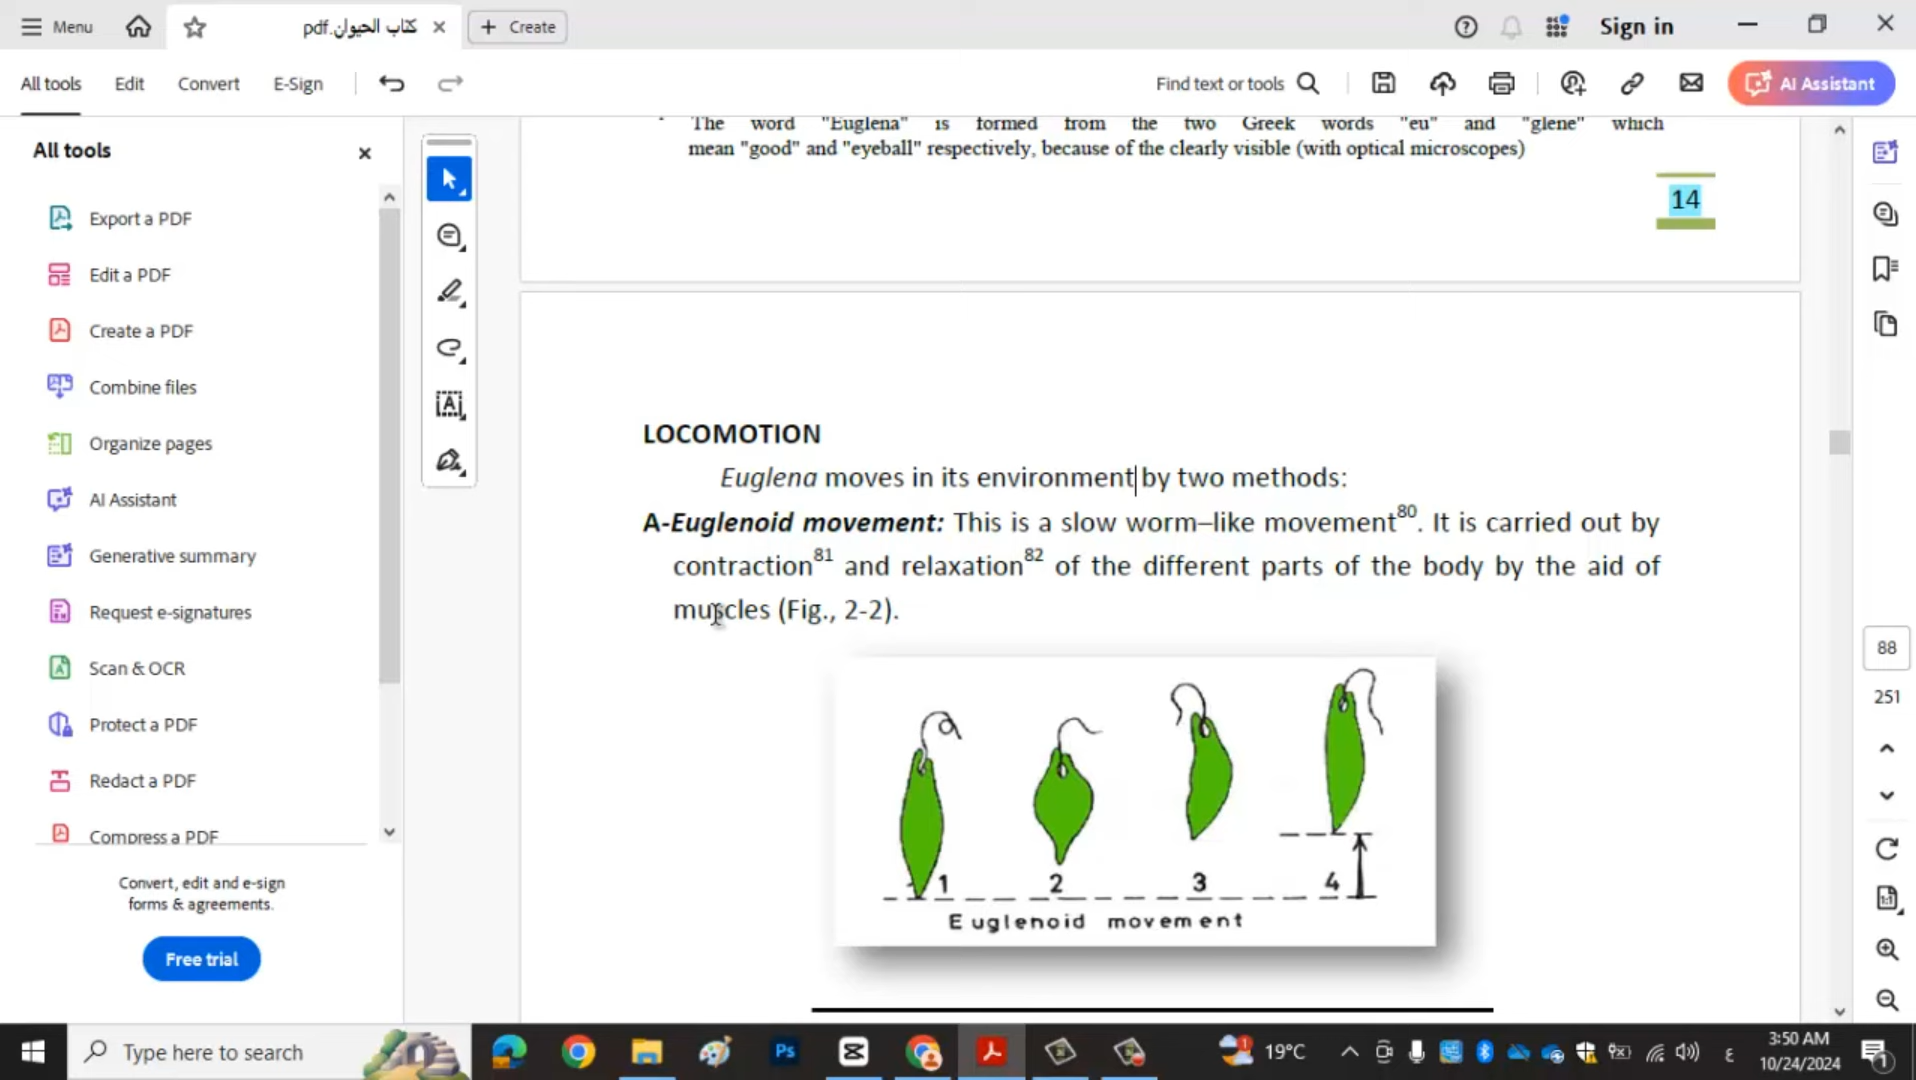 Menu
كتاب الحيوان.pdf
Create
Sign in
All tools
Edit
Convert
E-Sign
Find text or tools
AI Assistant
All tools
Export a PDF
Edit a PDF
Create a PDF
Combine files
Organize pages
AI Assistant
Generative summary
Request e-signatures
Scan & OCR
Protect a PDF
Redact a PDF
Compress a PDF
Convert, edit and e-sign
forms & agreements.
Free trial
The word "Euglena" is formed from the two Greek words "eu" and "glene" which
mean "good" and "eyeball" respectively, because of the clearly visible (with optical microscopes)
14
LOCOMOTION
Euglena moves in its environment by two methods:
A-Euglenoid movement: This is a slow worm–like movement80. It is carried out by
contraction81 and relaxation82 of the different parts of the body by the aid of
muscles (Fig., 2-2).
1 2 3 4
Euglenoid movement
88
251
Type here to search
Ps
19°C
ع
3:50 AM
10/24/2024
1